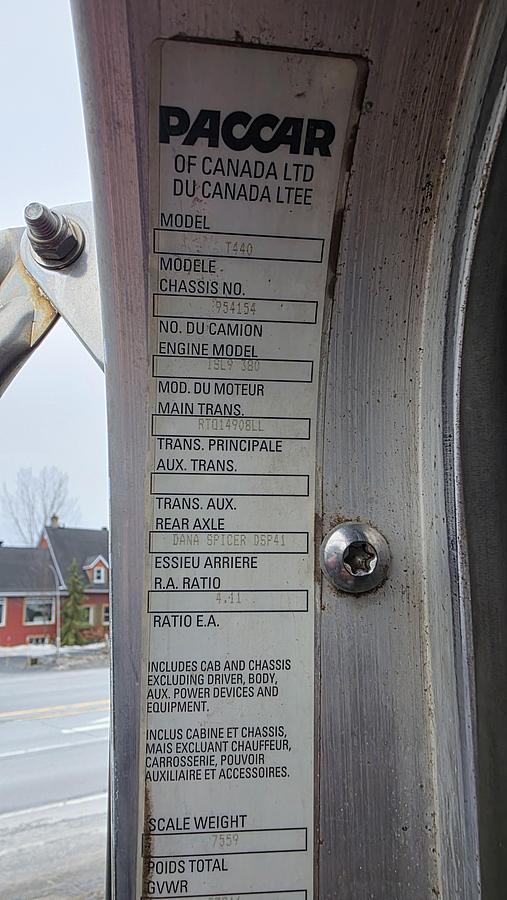 PACCAR
OF CANADA LTD
DU CANADA LTEE
MODEL
T440
MODELE
CHASSIS NO.
954154
NO. DU CAMION
ENGINE MODEL
ISL9 380
MOD. DU MOTEUR
MAIN TRANS.
RTO14908LL
TRANS. PRINCIPALE
AUX. TRANS.
TRANS. AUX.
REAR AXLE
DANA SPICER DSP41
ESSIEU ARRIERE
R.A. RATIO
4.11
RATIO E.A.
INCLUDES CAB AND CHASSIS
EXCLUDING DRIVER, BODY,
AUX. POWER DEVICES AND
EQUIPMENT.
INCLUS CABINE ET CHASSIS,
MAIS EXCLUANT CHAUFFEUR,
CARROSSERIE, POUVOIR
AUXILIAIRE ET ACCESSOIRES.
SCALE WEIGHT
7559
POIDS TOTAL
GVWR